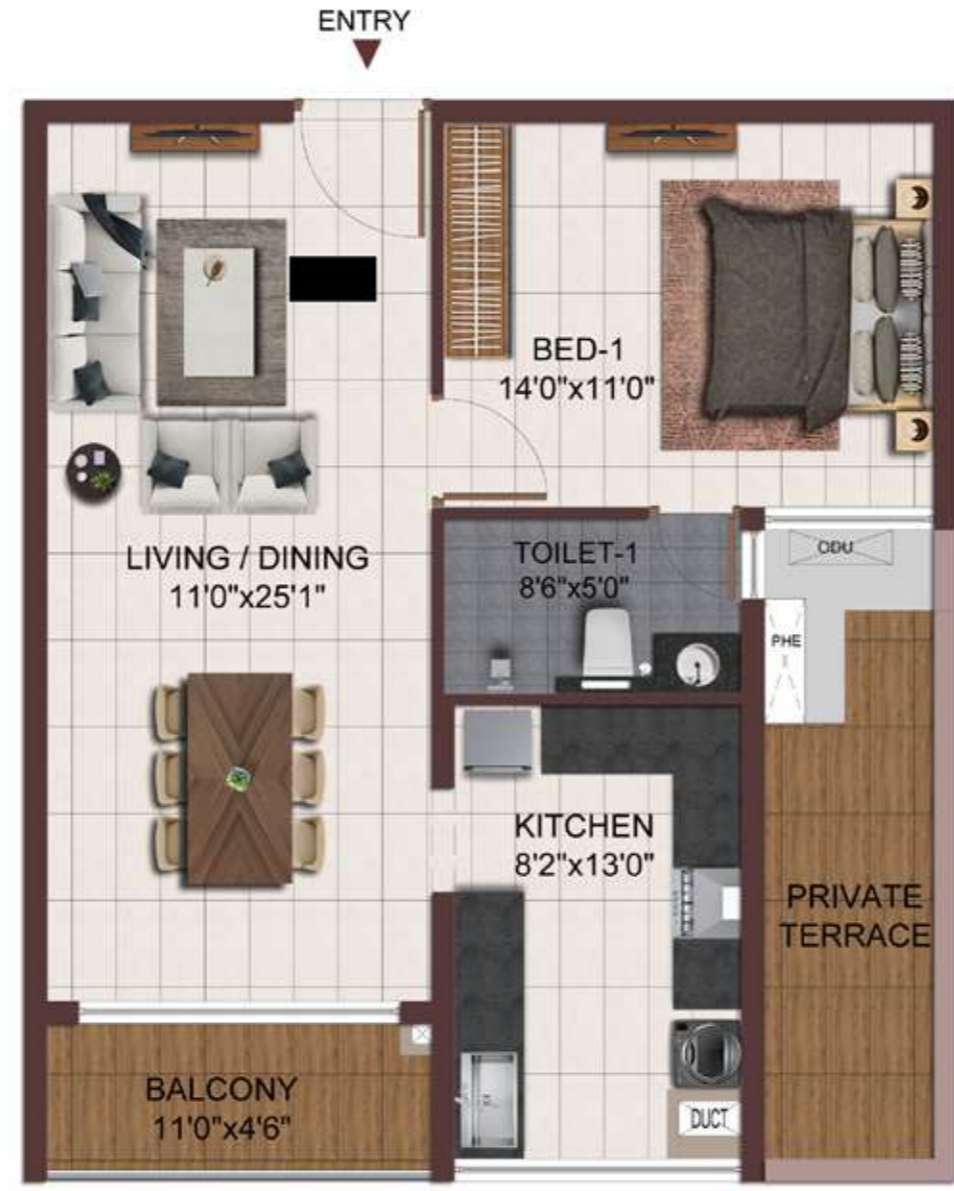 ENTRY
BED-1
14'0"x11'0"
LIVING / DINING
11'0"x25'1"
TOILET-1
8'6"x5'0"
ODU
PHE
KITCHEN
8'2"x13'0"
PRIVATE
TERRACE
BALCONY
11'0"x4'6"
DUCT